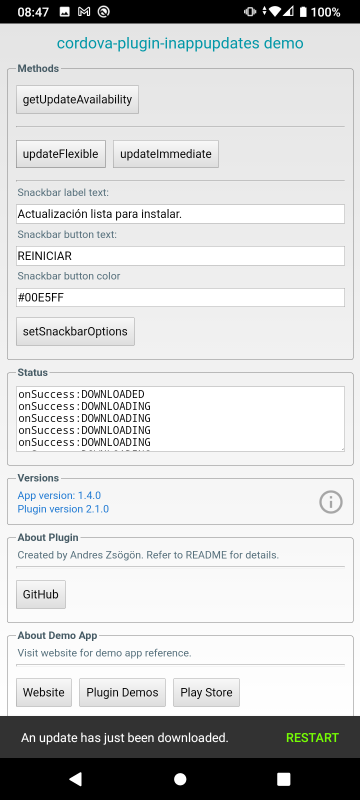 08:47
100%
cordova-plugin-inappupdates demo
Methods
getUpdateAvailability
updateFlexible updateImmediate
Snackbar label text:
Actualización lista para instalar.
Snackbar button text:
REINICIAR
Snackbar button color
#00E5FF
setSnackbarOptions
Status
onSuccess:DOWNLOADED
onSuccess:DOWNLOADING
onSuccess:DOWNLOADING
onSuccess:DOWNLOADING
onSuccess:DOWNLOADING
Versions
App version: 1.4.0
Plugin version 2.1.0
About Plugin
Created by Andres Zsögön. Refer to README for details.
GitHub
About Demo App
Visit website for demo app reference.
Website Plugin Demos Play Store
An update has just been downloaded. RESTART